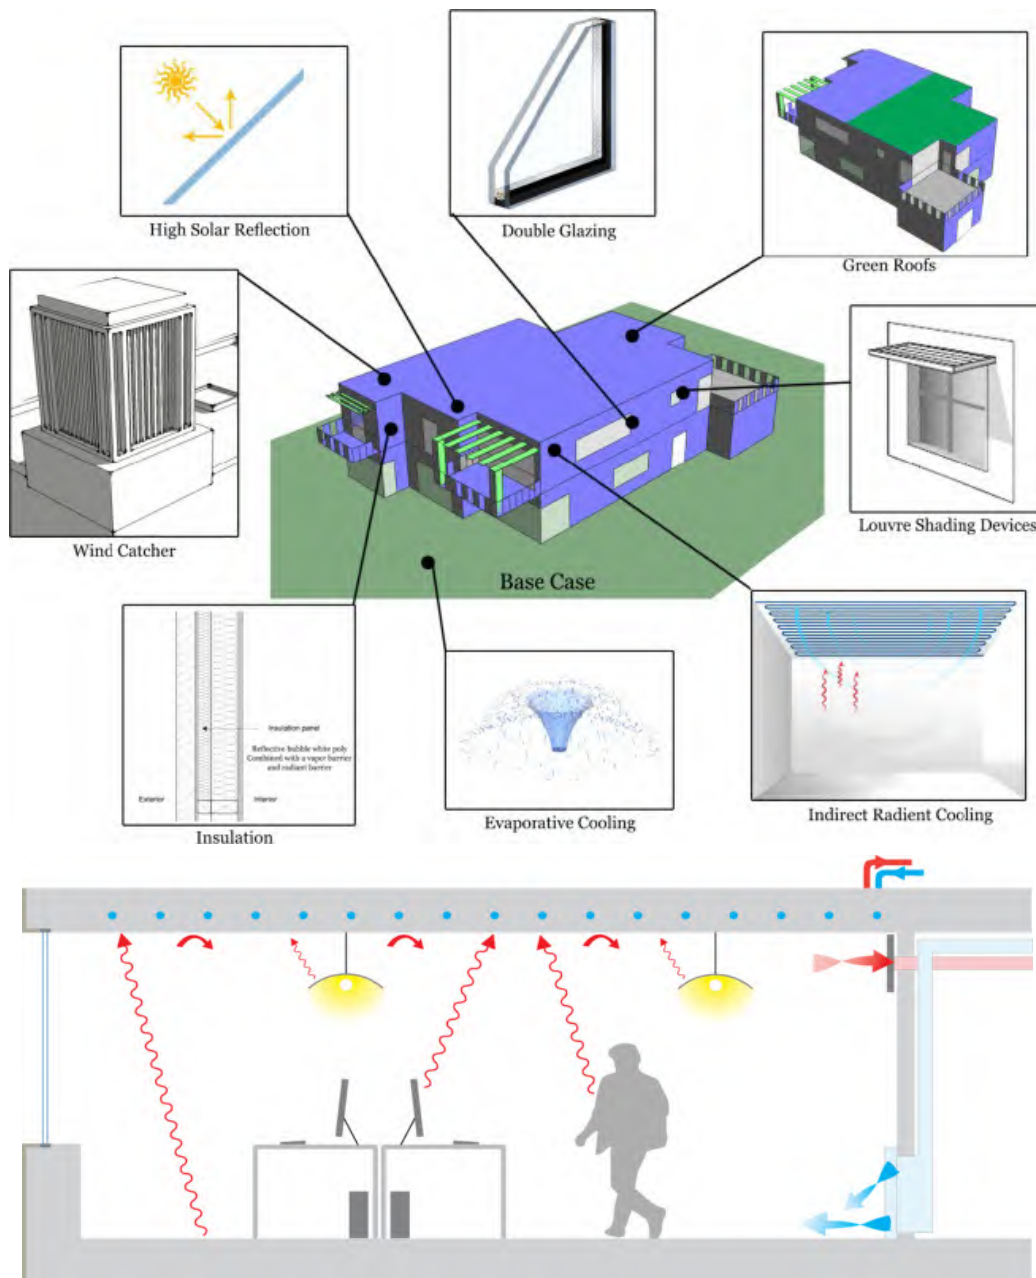 High Solar Reflection
Double Glazing
Green Roofs
Wind Catcher
Louvre Shading Devices
Base Case
Insulation panel
Reflective bubble white poly
Combined with a vapor barrier
and radiant barrier
Exterior
Interior
Insulation
Evaporative Cooling
Indirect Radient Cooling